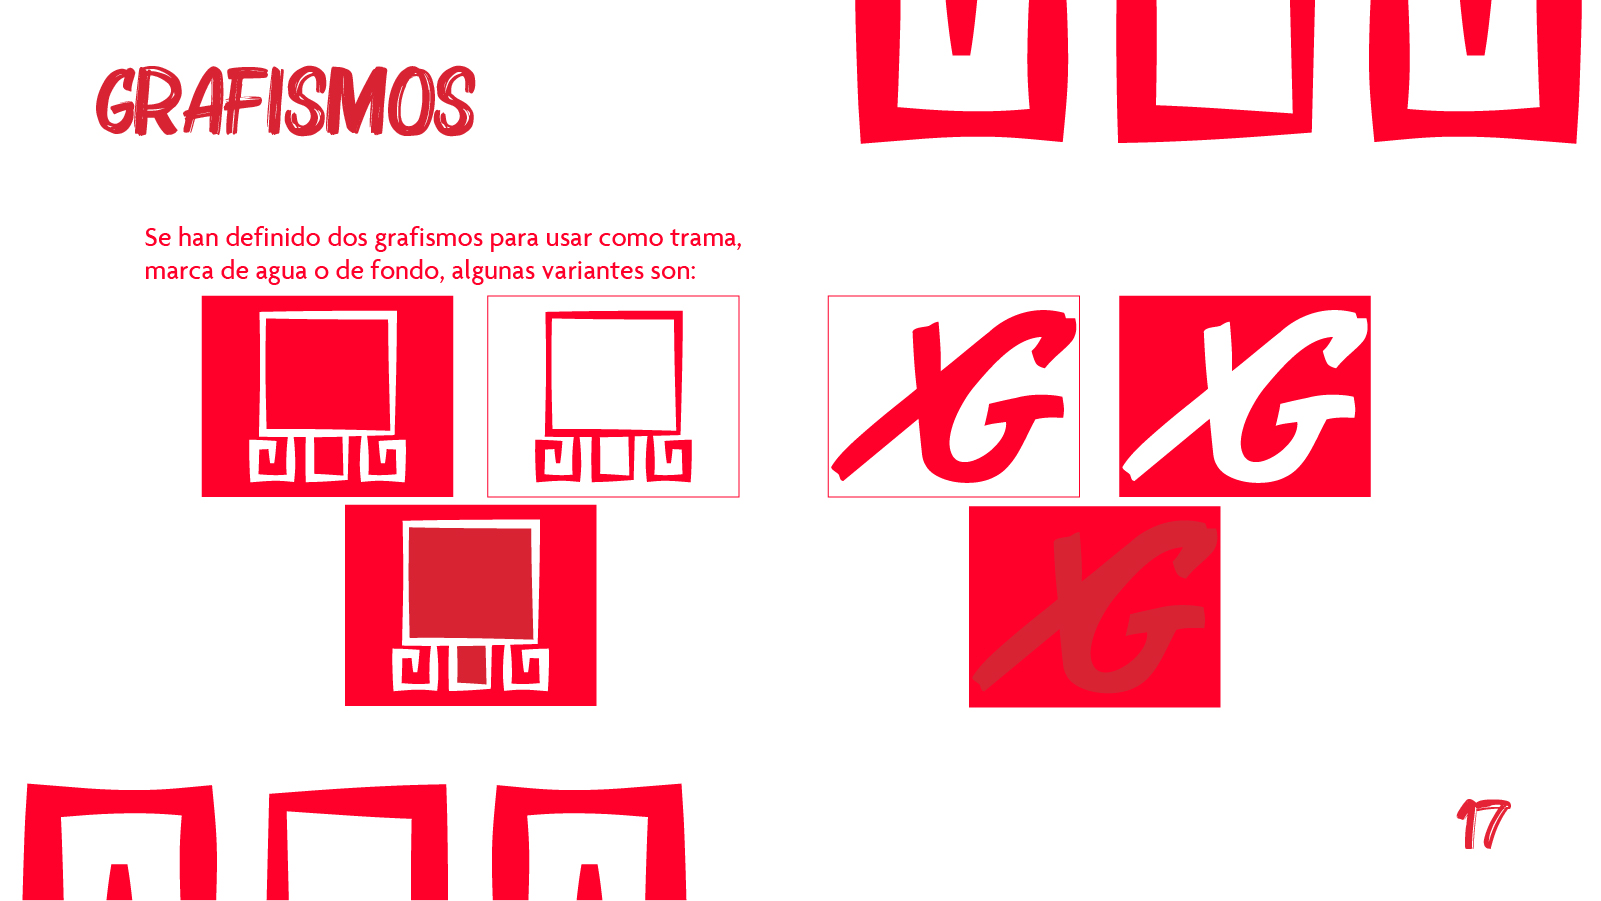 GRAFISMOS
Se han definido dos grafismos para usar como trama,
marca de agua o de fondo, algunas variantes son:
XG XG
XG
17